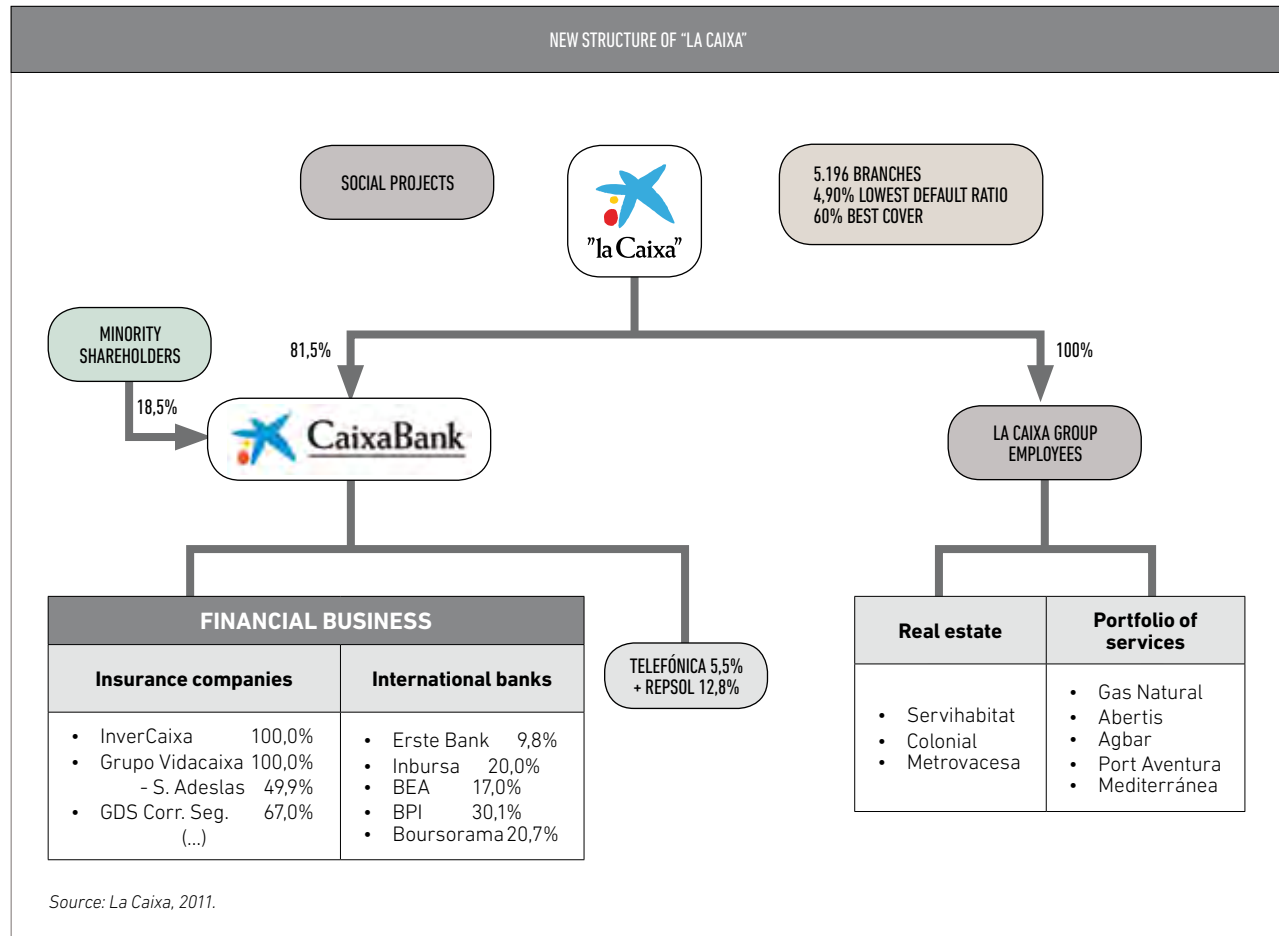 NEW STRUCTURE OF “LA CAIXA”
SOCIAL PROJECTS
"la Caixa"
5.196 BRANCHES
4,90% LOWEST DEFAULT RATIO
60% BEST COVER
MINORITY
SHAREHOLDERS
81,5%
100%
18,5%
CaixaBank
LA CAIXA GROUP
EMPLOYEES
FINANCIAL BUSINESS
Insurance companies
International banks
• InverCaixa 100,0%
• Grupo Vidacaixa 100,0%
- S. Adeslas 49,9%
• GDS Corr. Seg. 67,0%
(...)
• Erste Bank 9,8%
• Inbursa 20,0%
• BEA 17,0%
• BPI 30,1%
• Boursorama 20,7%
TELEFÓNICA 5,5%
+ REPSOL 12,8%
Real estate
Portfolio of
services
• Servihabitat
• Colonial
• Metrovacesa
• Gas Natural
• Abertis
• Agbar
• Port Aventura
• Mediterránea
Source: La Caixa, 2011.